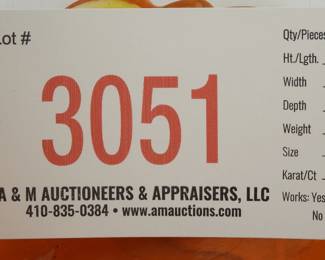 Lot #
3051
A & M AUCTIONEERS & APPRAISERS, LLC
410-835-0384 • www.amauctions.com
Qty/Pieces
Ht./Lgth.
Width
Depth
Weight
Size
Karat/Ct
Works: Yes
No